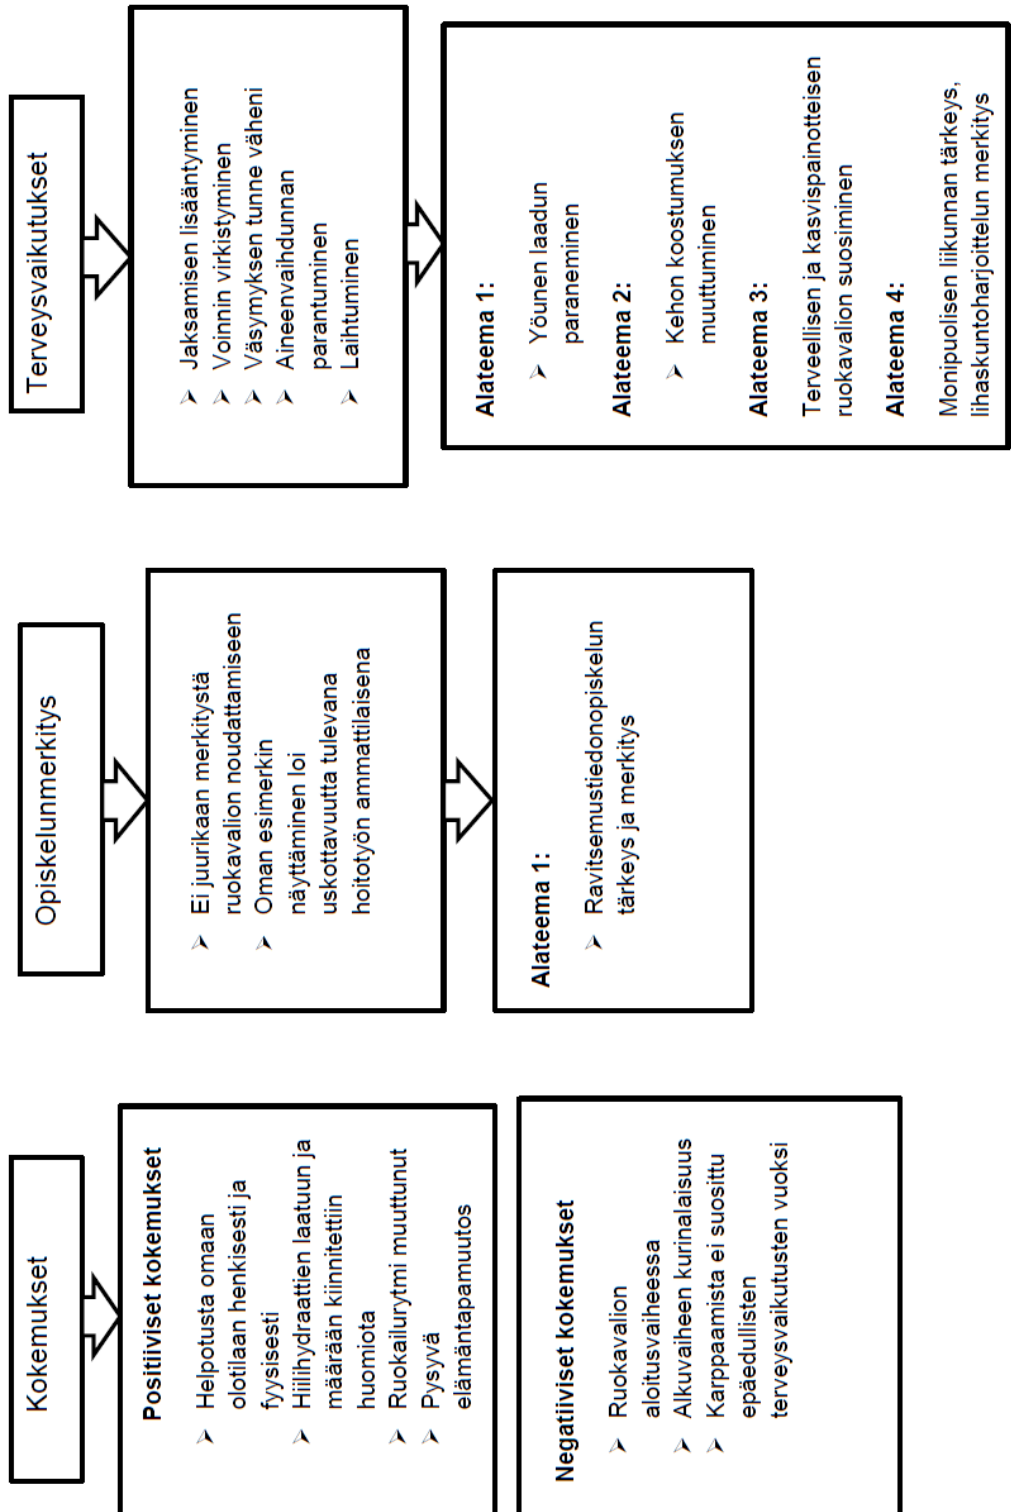 Kokemukset
Positiiviset kokemukset
➢ Helpotusta omaan
olotilaan henkisesti ja
fyysisesti
➢ Hiilihydraattien laatuun ja
määrään kiinnitettiin
huomiota
➢ Ruokailurytmi muuttunut
➢ Pysyvä
elämäntapamuutos
Negatiiviset kokemukset
➢ Ruokavalion
aloitusvaiheessa
➢ Alkuvaiheen kurinalaisuus
➢ Karppaamista ei suosittu
epäedullisten
terveysvaikutusten vuoksi
Opiskelunmerkitys
➢ Ei juurikaan merkitystä
ruokavalion noudattamiseen
➢ Oman esimerkin
näyttäminen loi
uskottavuutta tulevana
hoitotyön ammattilaisena
Alateema 1:
➢ Ravitsemustiedonopiskelun
tärkeys ja merkitys
Terveysvaikutukset
➢ Jaksamisen lisääntyminen
➢ Voinnin virkistyminen
➢ Väsymyksen tunne väheni
➢ Aineenvaihdunnan
parantuminen
➢ Laihtuminen
Alateema 1:
➢ Yöunen laadun
paraneminen
Alateema 2:
➢ Kehon koostumuksen
muuttuminen
Alateema 3:
Terveellisen ja kasvispainotteisen
ruokavalion suosiminen
Alateema 4:
Monipuolisen liikunnan tärkeys,
lihaskuntoharjoittelun merkitys